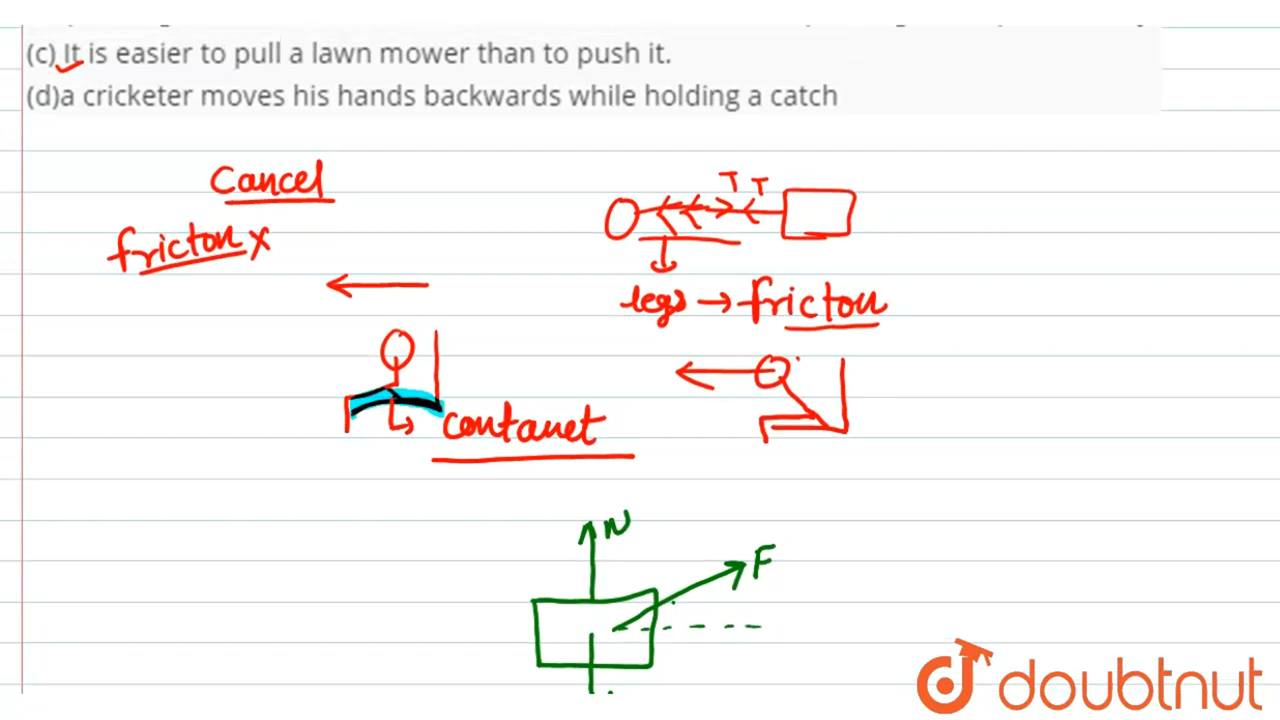 (c) It is easier to pull a lawn mower than to push it.
(d)a cricketer moves his hands backwards while holding a catch
Cancel
fricton x
T T
legs → fricton
contanet
N
F
doubtnut